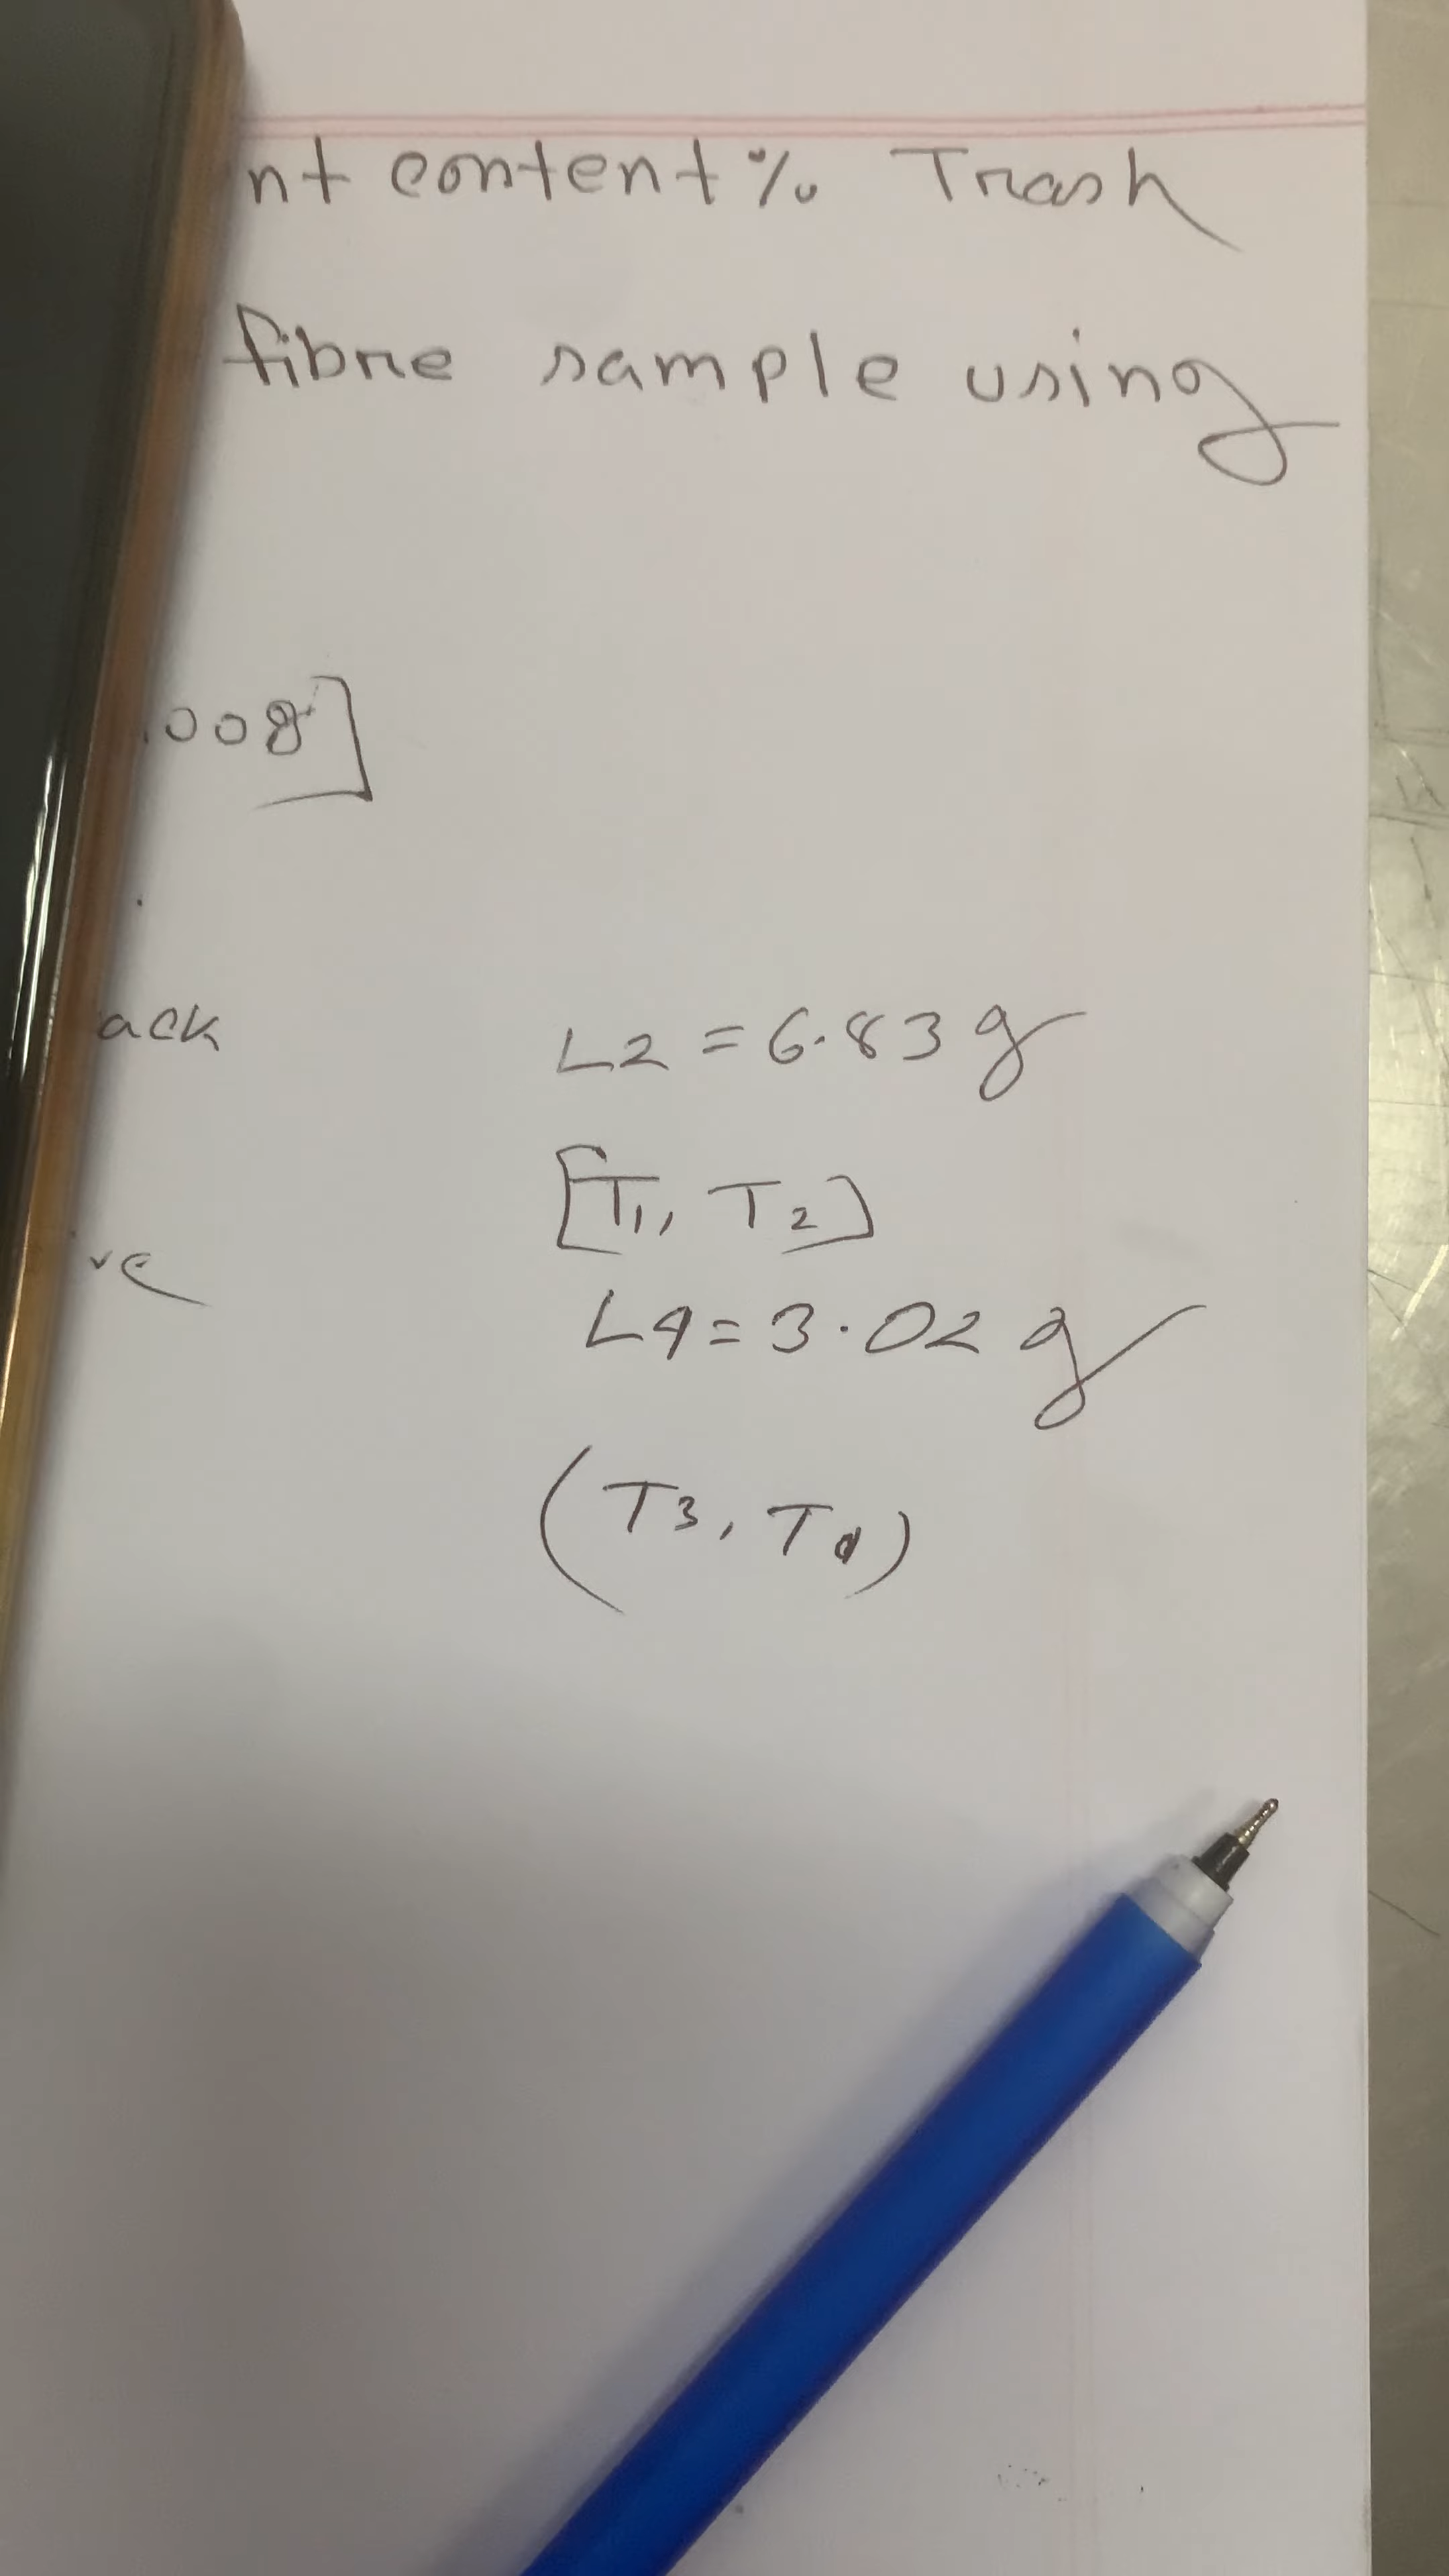 nt content% Trash
fibre sample using
.008]
ack
L2 = 6.83 g
[T1, T2]
ve
L4 = 3.02 g
(T3, T4)